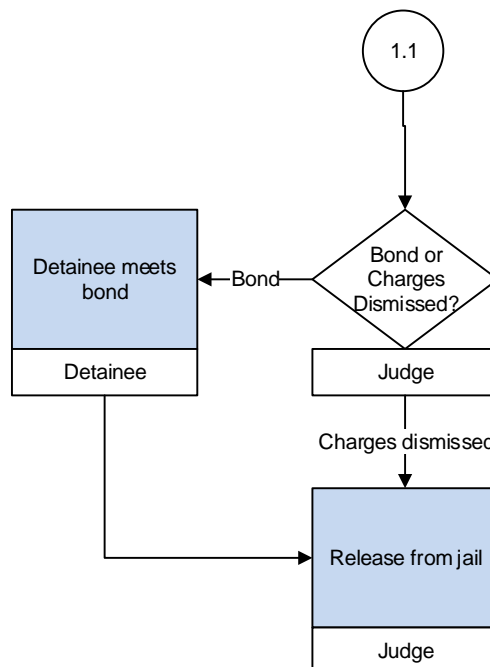 1.1
Bond or
Charges
Dismissed?
Judge
Bond
Detainee meets
bond
Detainee
Charges dismissed
Release from jail
Judge